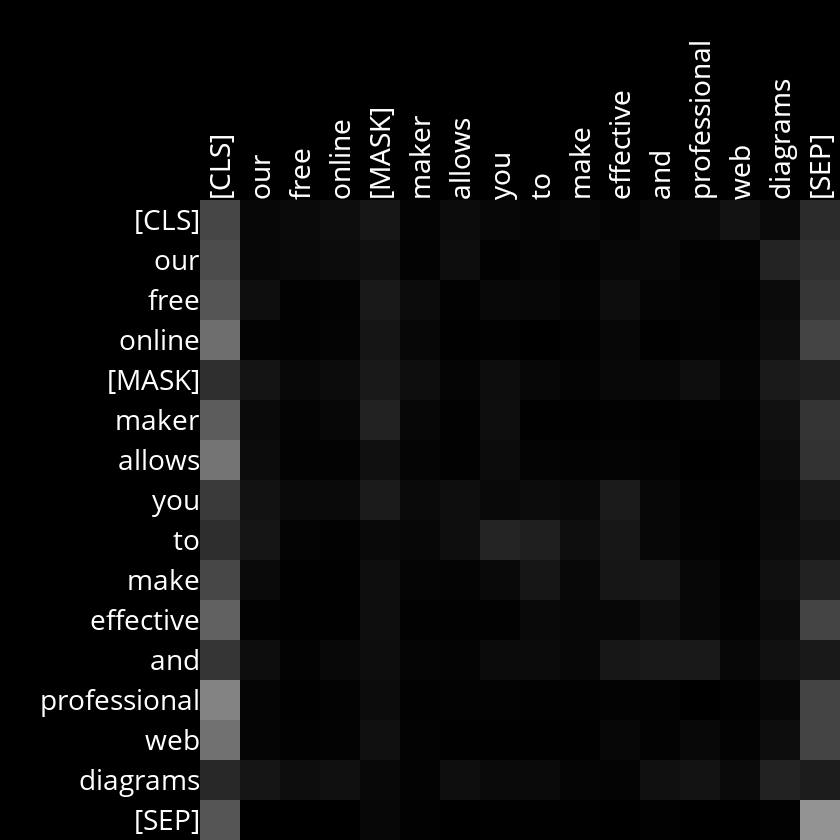 [CLS] our free online [MASK] maker allows you to make effective and professional web diagrams [SEP]
[CLS]
our
free
online
[MASK]
maker
allows
you
to
make
effective
and
professional
web
diagrams
[SEP]